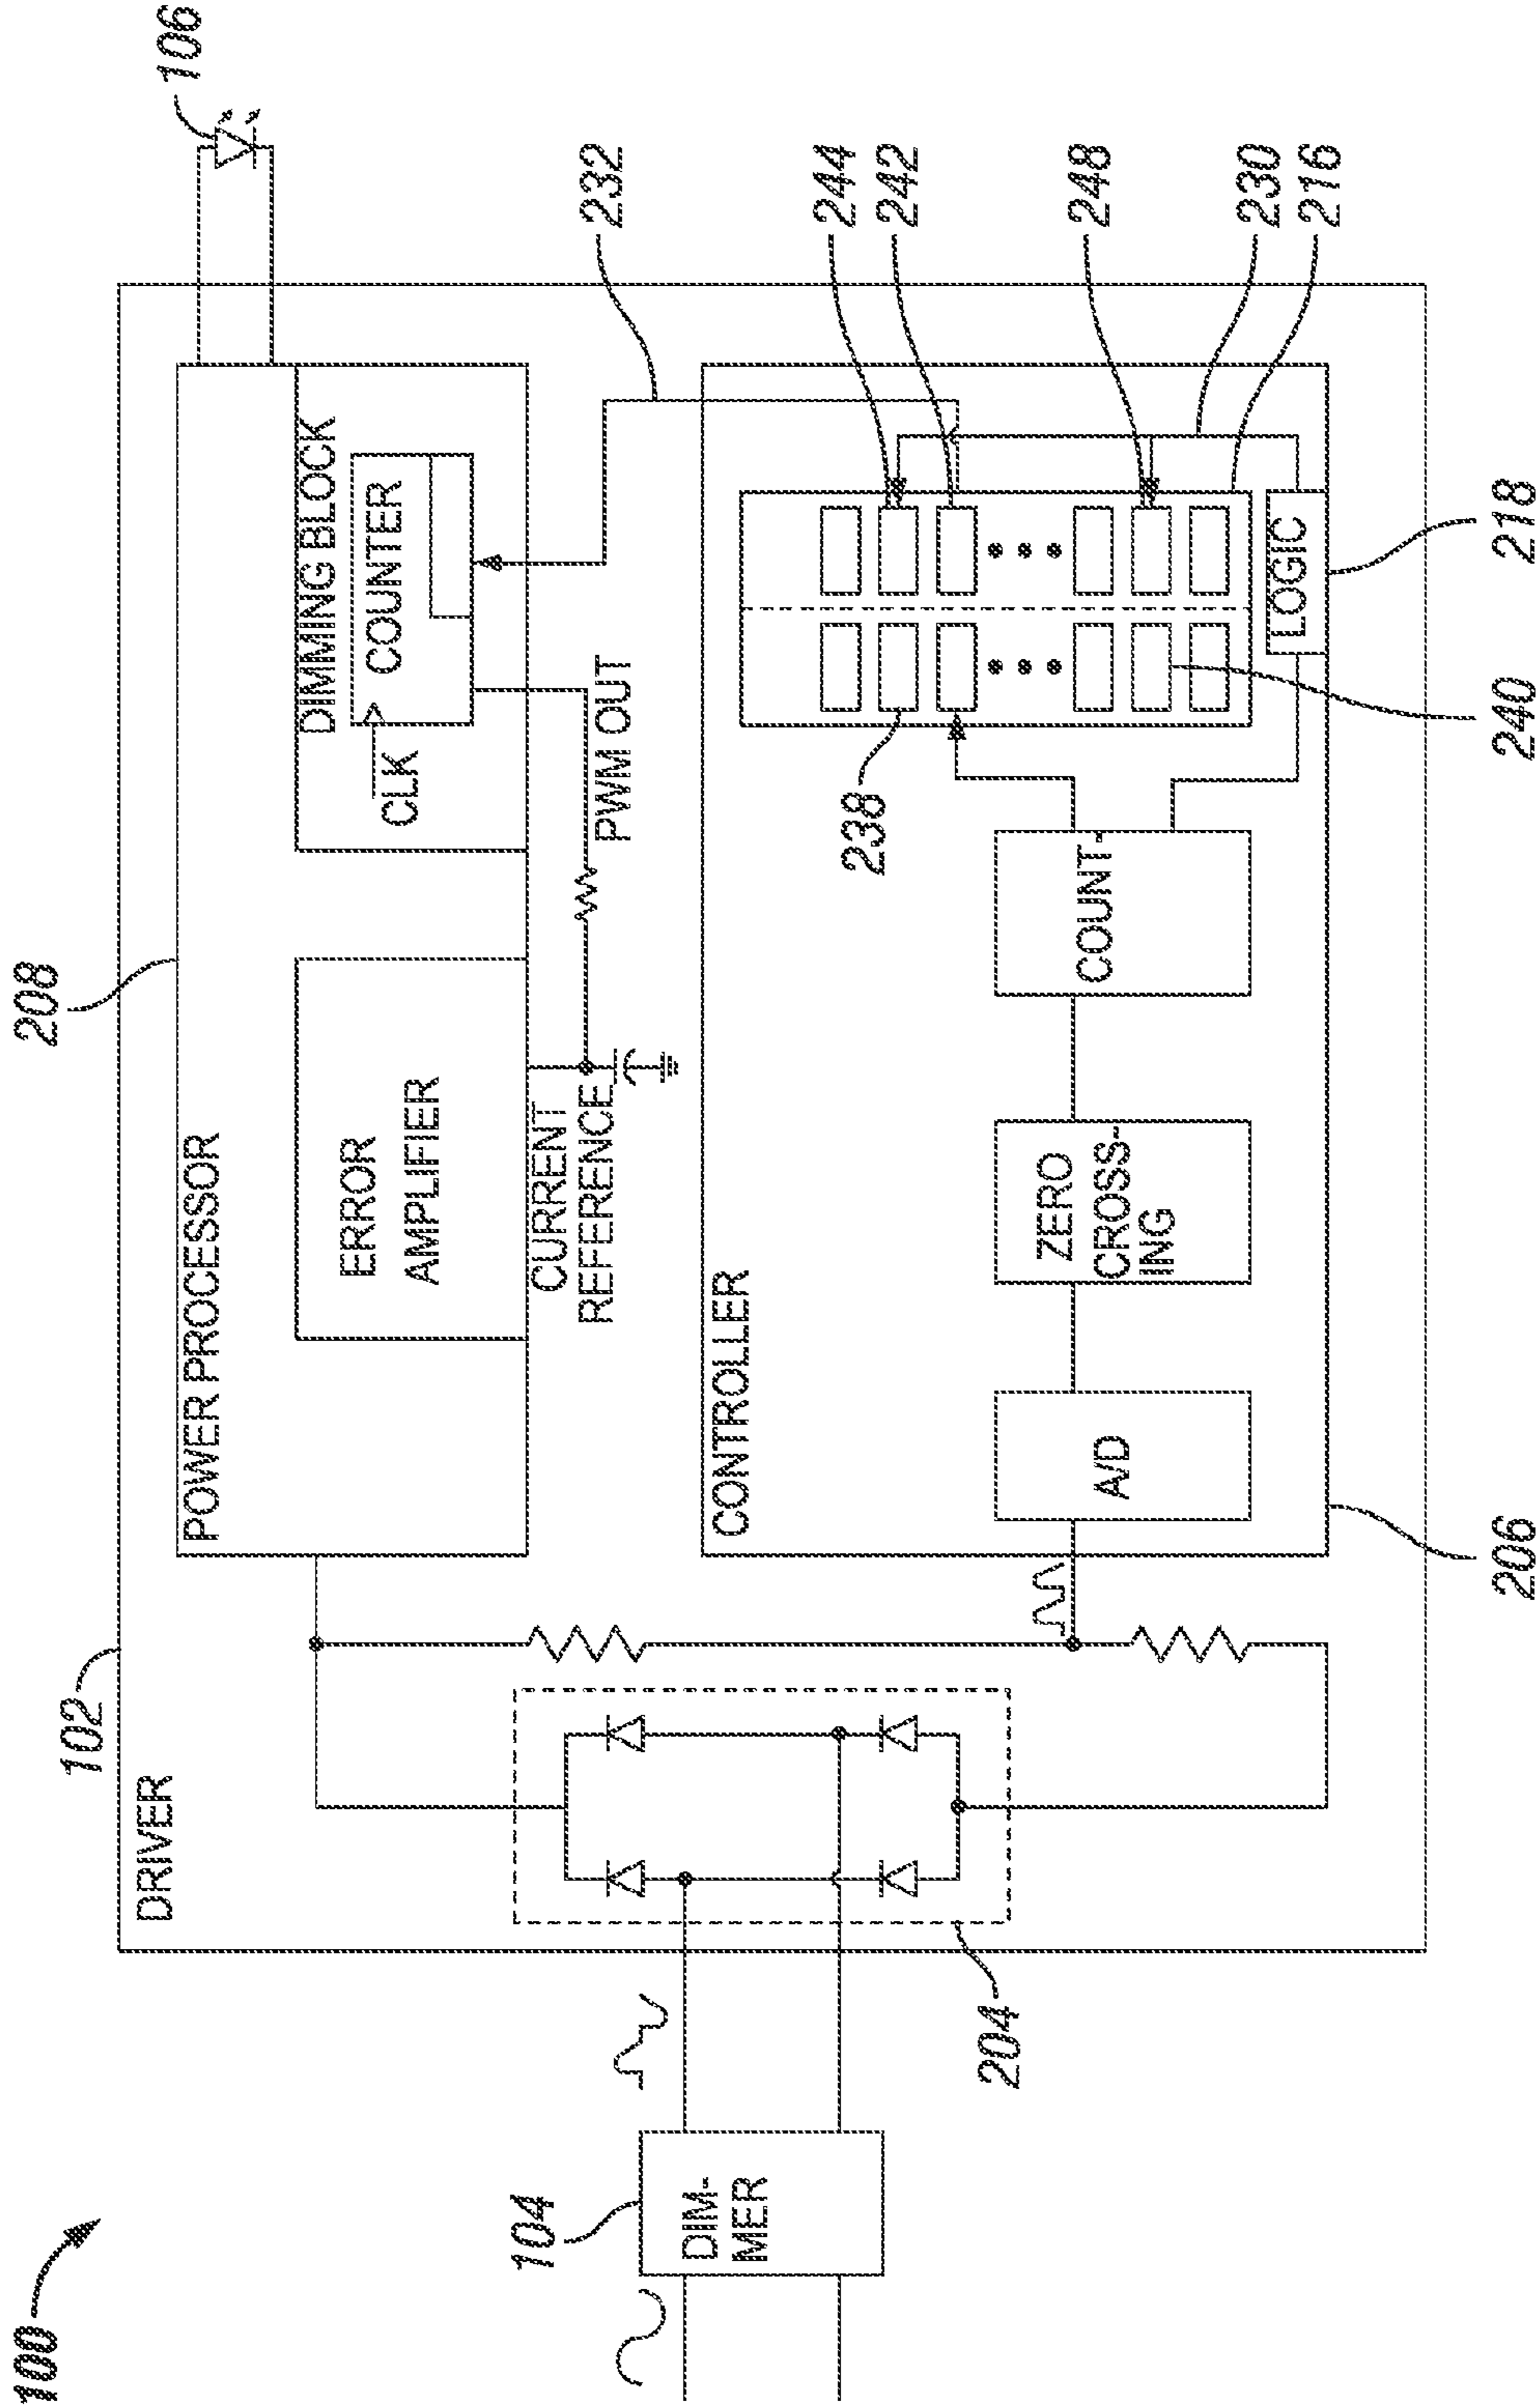 100
104
DIM-
MER
102
DRIVER
204
208
POWER PROCESSOR
ERROR
AMPLIFIER
CURRENT
REFERENCE
DIMMING BLOCK
CLK
COUNTER
PWM OUT
106
232
CONTROLLER
A/D
ZERO
CROSS-
ING
COUNT-
238
244
242
248
230
216
LOGIC
206
240
218